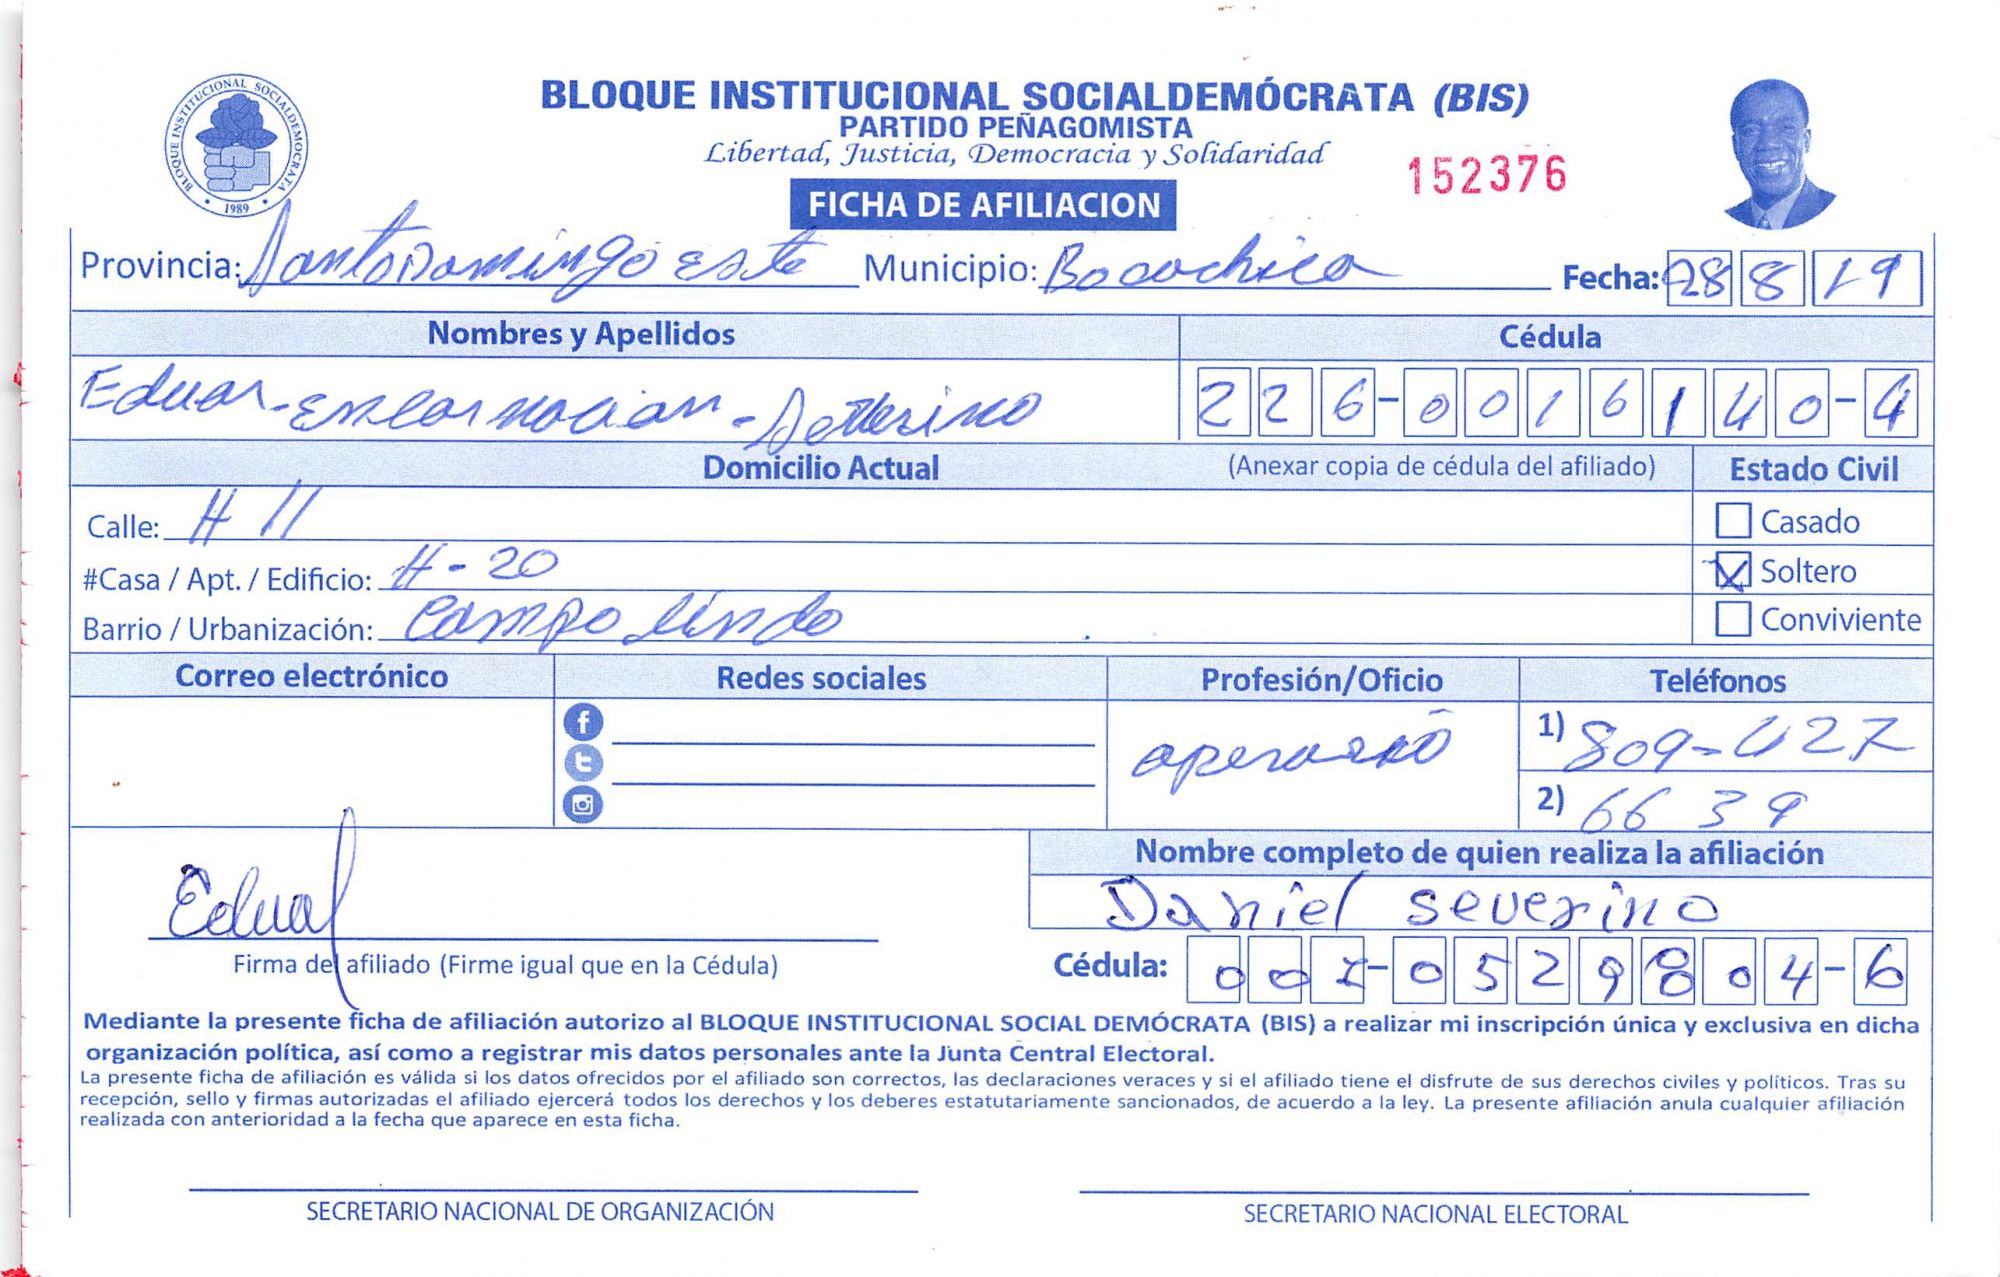 BLOQUE INSTITUCIONAL SOCIALDEMOCRATA
1989
BLOQUE INSTITUCIONAL SOCIALDEMÓCRATA (BIS)
PARTIDO PEÑAGOMISTA
Libertad, Justicia, Democracia y Solidaridad
152376
FICHA DE AFILIACION
Provincia: Santo Domingo este Municipio: Bocachica Fecha: 28 8 19
Nombres y Apellidos Cédula
Eduar-encarnacion-Severino 226-0016140-4
Domicilio Actual (Anexar copia de cédula del afiliado) Estado Civil
Calle: # 11 Casado
#Casa / Apt. / Edificio: #-20 Soltero
Barrio / Urbanización: Campo lindo Conviviente
Correo electrónico Redes sociales Profesión/Oficio Teléfonos
operario 1) 809-427
2) 6639
Nombre completo de quien realiza la afiliación
Daniel severino
Eduar
Firma del afiliado (Firme igual que en la Cédula) Cédula: 001-0529804-6
Mediante la presente ficha de afiliación autorizo al BLOQUE INSTITUCIONAL SOCIAL DEMÓCRATA (BIS) a realizar mi inscripción única y exclusiva en dicha
organización política, así como a registrar mis datos personales ante la Junta Central Electoral.
La presente ficha de afiliación es válida si los datos ofrecidos por el afiliado son correctos, las declaraciones veraces y si el afiliado tiene el disfrute de sus derechos civiles y políticos. Tras su
recepción, sello y firmas autorizadas el afiliado ejercerá todos los derechos y los deberes estatutariamente sancionados, de acuerdo a la ley. La presente afiliación anula cualquier afiliación
realizada con anterioridad a la fecha que aparece en esta ficha.
SECRETARIO NACIONAL DE ORGANIZACIÓN SECRETARIO NACIONAL ELECTORAL